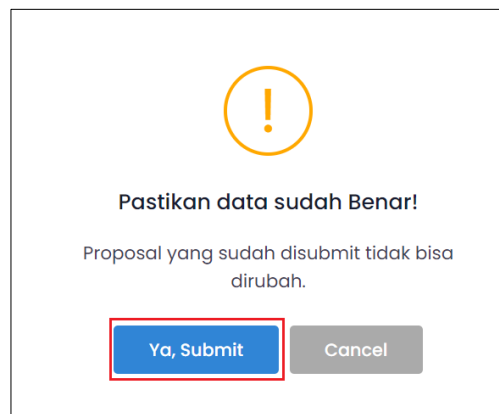 !
Pastikan data sudah Benar!
Proposal yang sudah disubmit tidak bisa
dirubah.
Ya, Submit
Cancel